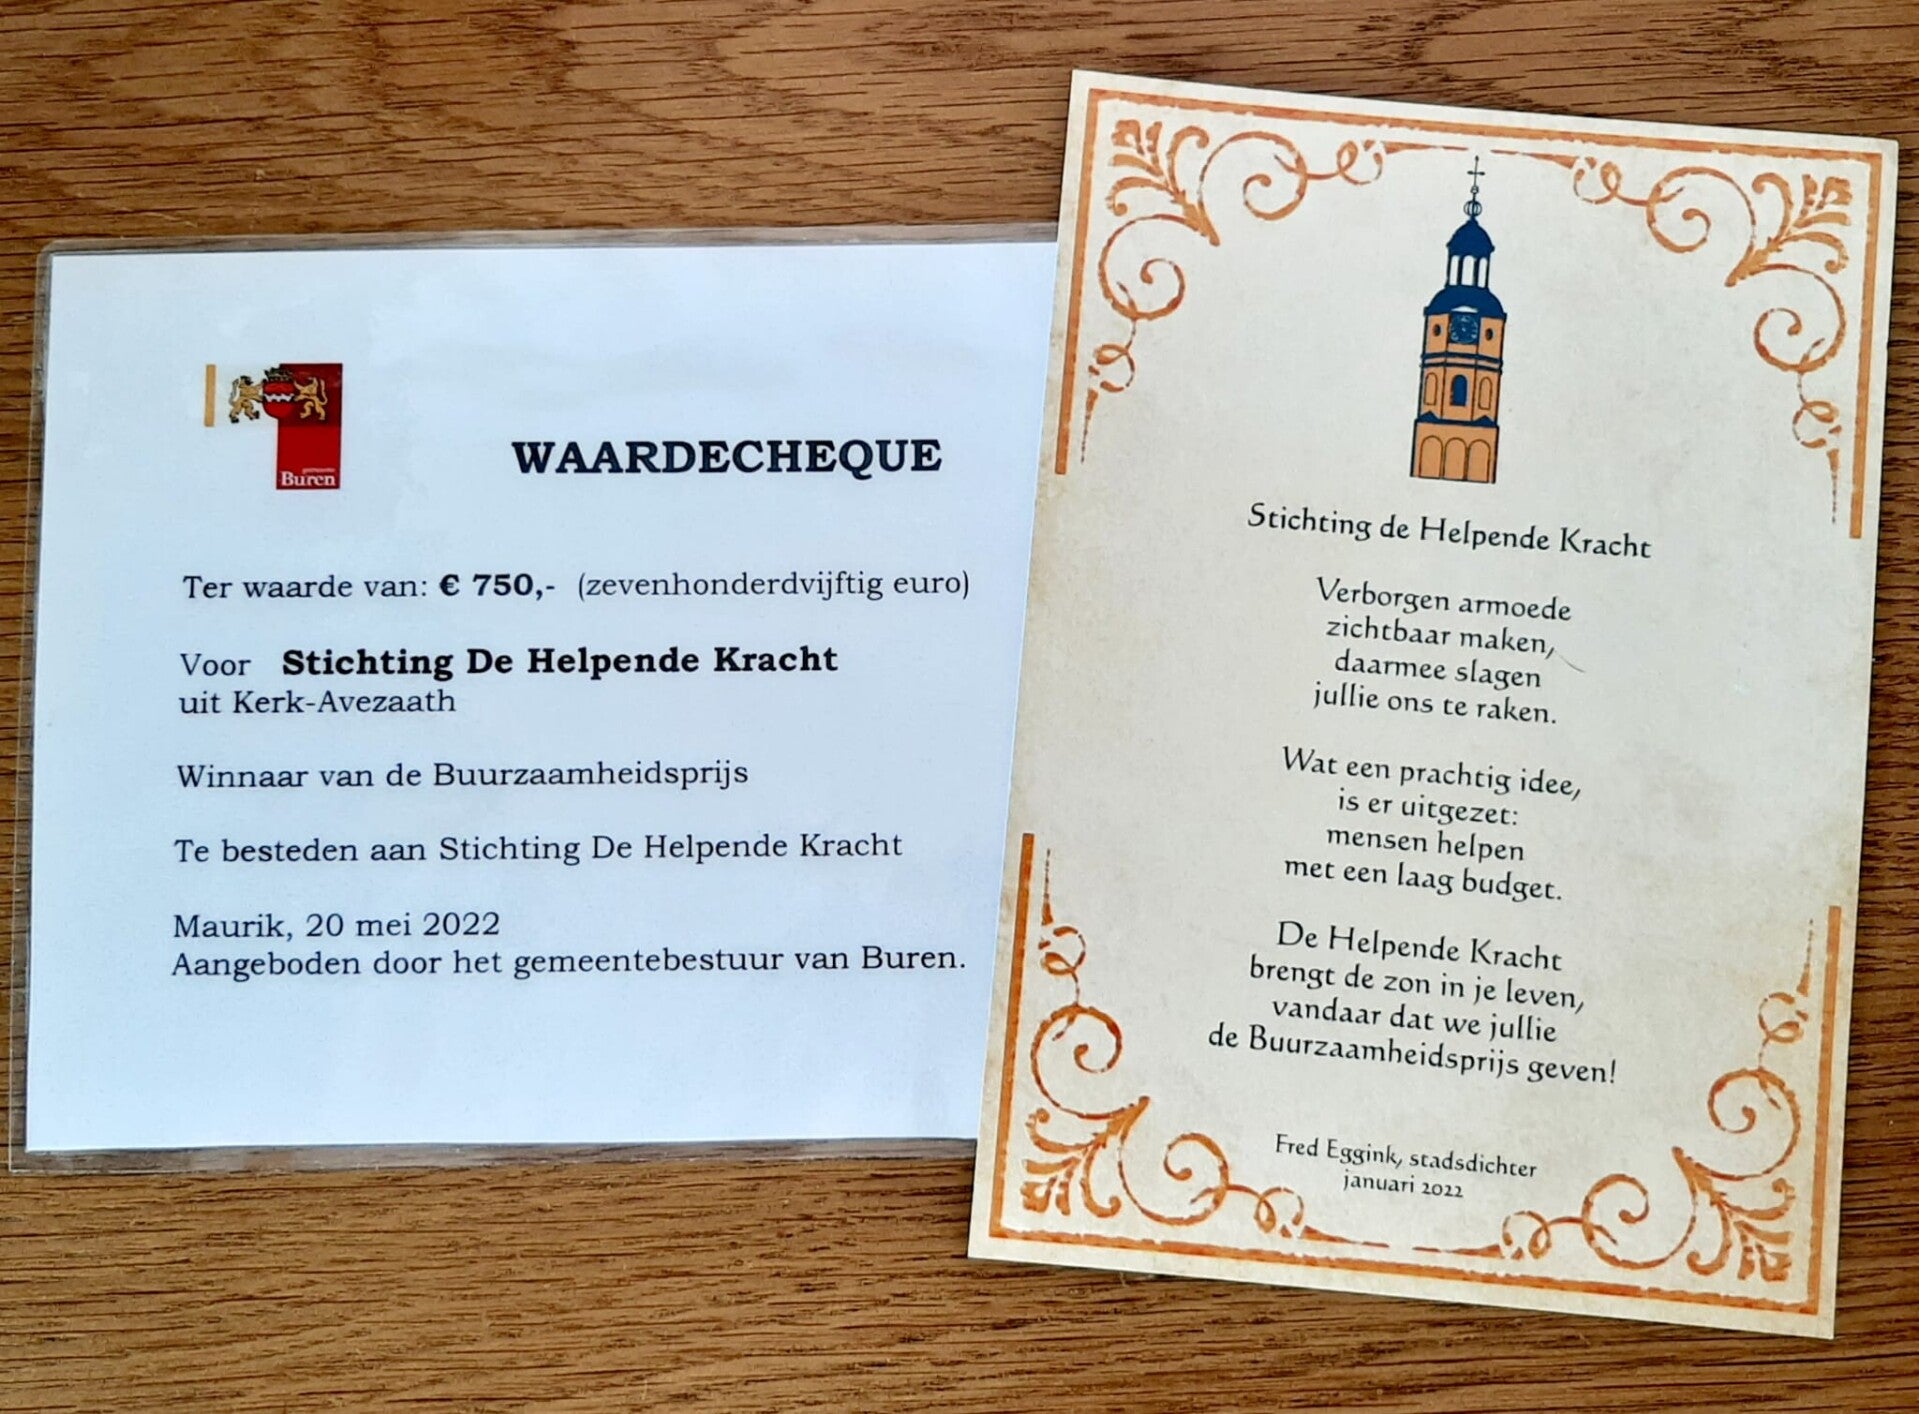 gemeente
Buren
WAARDECHEQUE
Ter waarde van: € 750,- (zevenhonderdvijftig euro)
Voor Stichting De Helpende Kracht
uit Kerk-Avezaath
Winnaar van de Buurzaamheidsprijs
Te besteden aan Stichting De Helpende Kracht
Maurik, 20 mei 2022
Aangeboden door het gemeentebestuur van Buren.
Stichting de Helpende Kracht
Verborgen armoede
zichtbaar maken,
daarmee slagen
jullie ons te raken.
Wat een prachtig idee,
is er uitgezet:
mensen helpen
met een laag budget.
De Helpende Kracht
brengt de zon in je leven,
vandaar dat we jullie
de Buurzaamheidsprijs geven!
Fred Eggink, stadsdichter
januari 2022